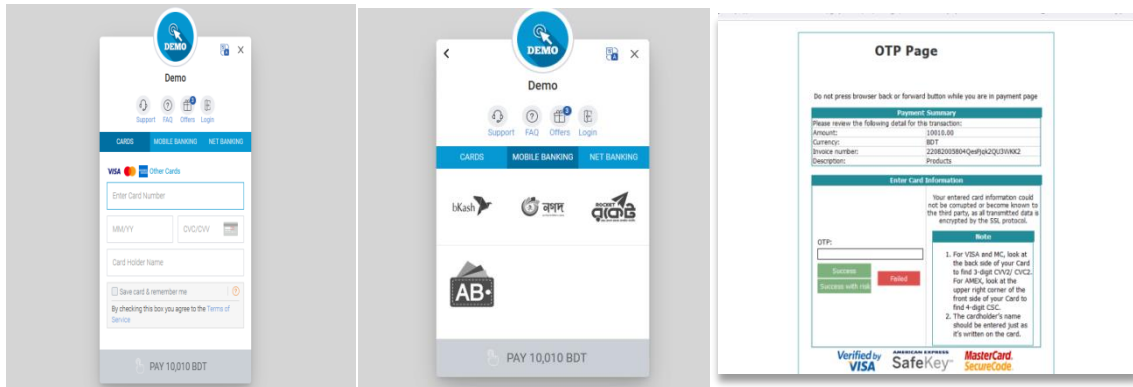 DEMO
Demo
Support FAQ Offers Login
CARDS MOBILE BANKING NET BANKING
VISA Other Cards
Enter Card Number
MM/YY CVC/CVV
Card Holder Name
Save card & remember me
By checking this box you agree to the Terms of
Service
PAY 10,010 BDT
DEMO
Demo
3
Support FAQ Offers Login
CARDS MOBILE BANKING NET BANKING
bKash নগদ রকেট
AB
PAY 10,010 BDT
OTP Page
Do not press browser back or forward
button while you are in payment page
Payment Summary
Please review the following detail for this transaction:
Amount: 10010.00
Currency: BDT
Invoice number:
Description: Products
Enter Card Information
Your entered card information could
not be corrupted or become known to
the third party, as all transmitted data is
encrypted by the SSL protocol.
OTP:
Success
Success with risk
Failed
Note
1. For VISA and MC, look at
the back side of your Card
to find 3-digit CVV2/ CVC2.
For AMEX, look at the
upper right corner of the
front side of your Card to
find 4-digit CSC.
2. The cardholder's name
should be entered just as
it's written on the card.
Verified by
VISA
AMERICAN EXPRESS
SafeKey
MasterCard.
SecureCode.